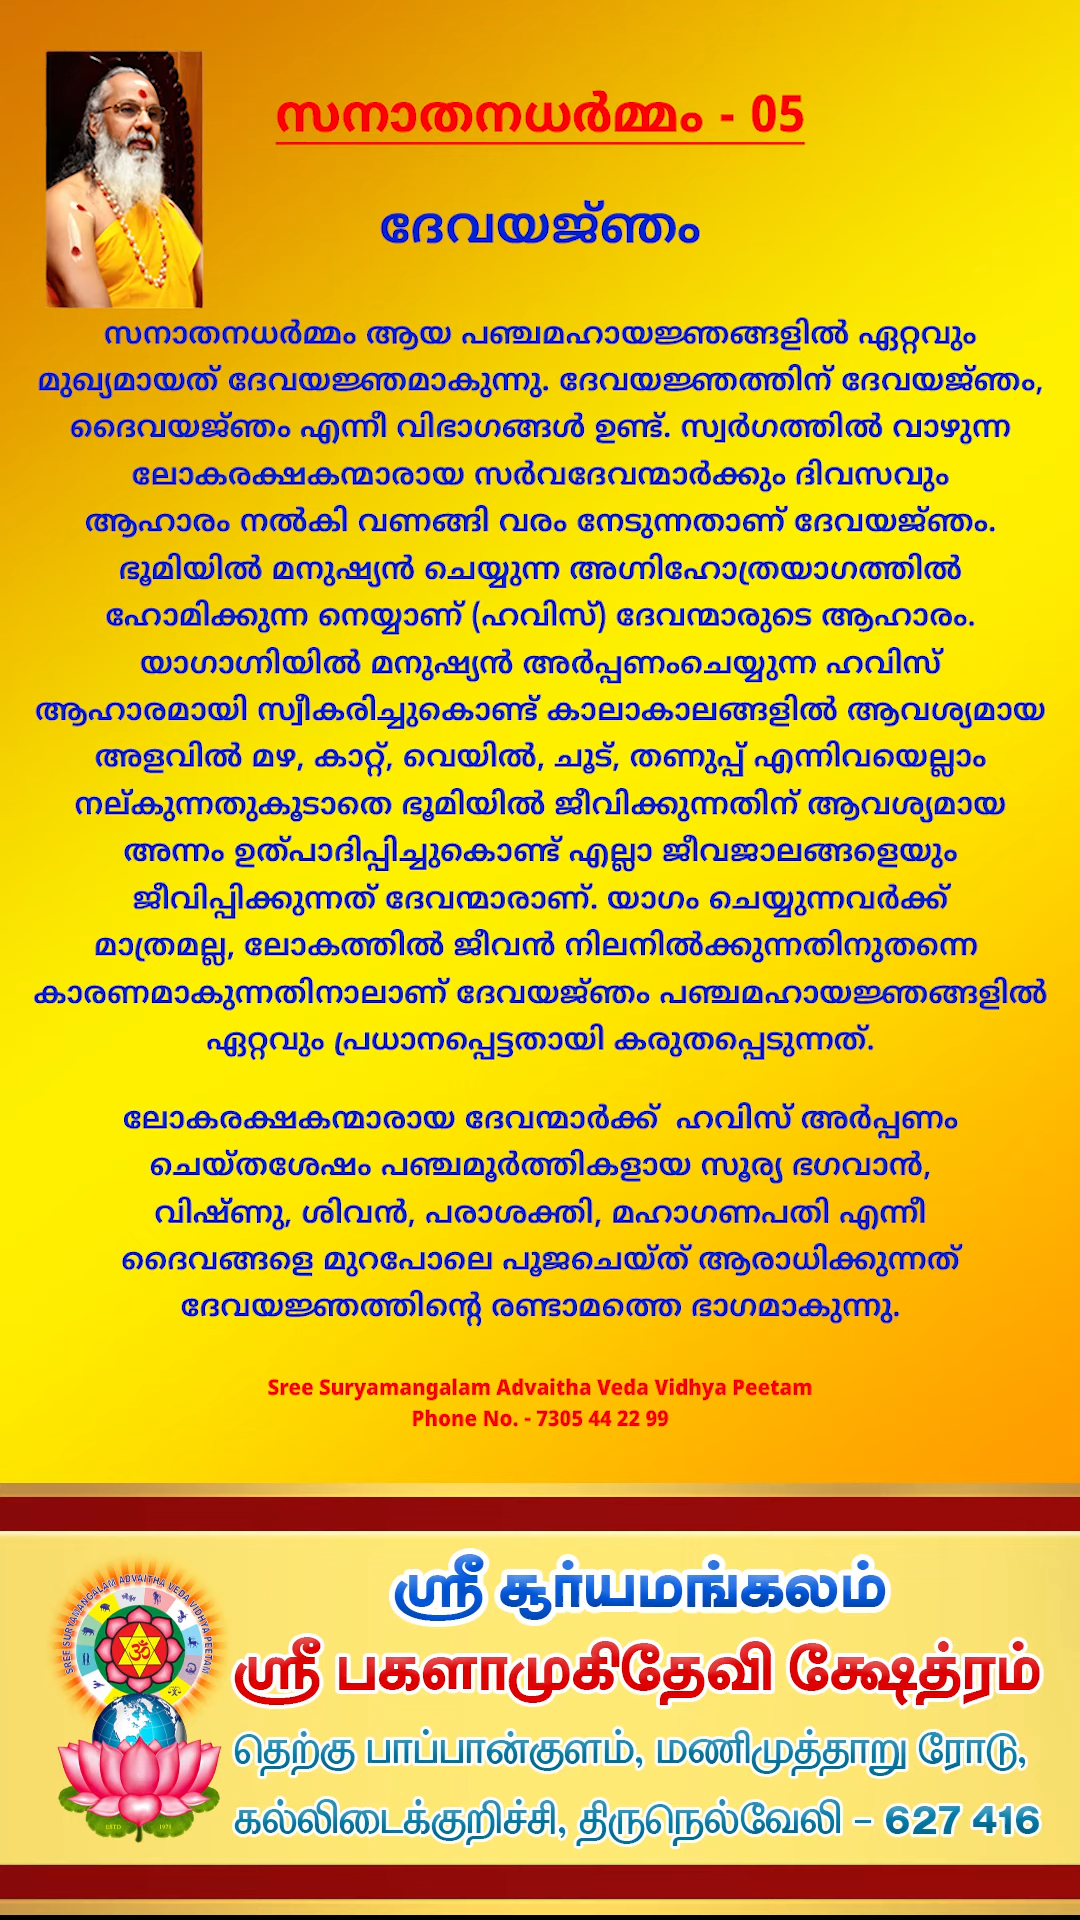 സനാതനധർമ്മം - 05
ദേവയജ്ഞം
സനാതനധർമ്മം ആയ പഞ്ചമഹായജ്ഞങ്ങളിൽ ഏറ്റവും
മുഖ്യമായത് ദേവയജ്ഞമാകുന്നു. ദേവയജ്ഞത്തിന് ദേവയജ്ഞം,
ദൈവയജ്ഞം എന്നീ വിഭാഗങ്ങൾ ഉണ്ട്. സ്വർഗത്തിൽ വാഴുന്ന
ലോകരക്ഷകന്മാരായ സർവദേവന്മാർക്കും ദിവസവും
ആഹാരം നൽകി വണങ്ങി വരം നേടുന്നതാണ് ദേവയജ്ഞം.
ഭൂമിയിൽ മനുഷ്യൻ ചെയ്യുന്ന അഗ്നിഹോത്രയാഗത്തിൽ
ഹോമിക്കുന്ന നെയ്യാണ് (ഹവിസ്) ദേവന്മാരുടെ ആഹാരം.
യാഗാഗ്നിയിൽ മനുഷ്യൻ അർപ്പണംചെയ്യുന്ന ഹവിസ്
ആഹാരമായി സ്വീകരിച്ചുകൊണ്ട് കാലാകാലങ്ങളിൽ ആവശ്യമായ
അളവിൽ മഴ, കാറ്റ്, വെയിൽ, ചൂട്, തണുപ്പ് എന്നിവയെല്ലാം
നല്കുന്നതുകൂടാതെ ഭൂമിയിൽ ജീവിക്കുന്നതിന് ആവശ്യമായ
അന്നം ഉത്പാദിപ്പിച്ചുകൊണ്ട് എല്ലാ ജീവജാലങ്ങളെയും
ജീവിപ്പിക്കുന്നത് ദേവന്മാരാണ്. യാഗം ചെയ്യുന്നവർക്ക്
മാത്രമല്ല, ലോകത്തിൽ ജീവൻ നിലനിൽക്കുന്നതിനുതന്നെ
കാരണമാകുന്നതിനാലാണ് ദേവയജ്ഞം പഞ്ചമഹായജ്ഞങ്ങളിൽ
ഏറ്റവും പ്രധാനപ്പെട്ടതായി കരുതപ്പെടുന്നത്.
ലോകരക്ഷകന്മാരായ ദേവന്മാർക്ക് ഹവിസ് അർപ്പണം
ചെയ്തശേഷം പഞ്ചമൂർത്തികളായ സൂര്യ ഭഗവാൻ,
വിഷ്ണു, ശിവൻ, പരാശക്തി, മഹാഗണപതി എന്നീ
ദൈവങ്ങളെ മുറപോലെ പൂജചെയ്ത് ആരാധിക്കുന്നത്
ദേവയജ്ഞത്തിന്റെ രണ്ടാമത്തെ ഭാഗമാകുന്നു.
Sree Suryamangalam Advaitha Veda Vidhya Peetam
Phone No. - 7305 44 22 99
SREE SURYAMANGALAM ADVAITHA VEDA VIDHYA PEETAM
ॐ
ESTD 1971
ஸ்ரீ சூர்யமங்கலம்
ஸ்ரீ பகளாமுகிதேவி க்ஷேத்ரம்
தெற்கு பாப்பான்குளம், மணிமுத்தாறு ரோடு,
கல்லிடைக்குறிச்சி, திருநெல்வேலி – 627 416